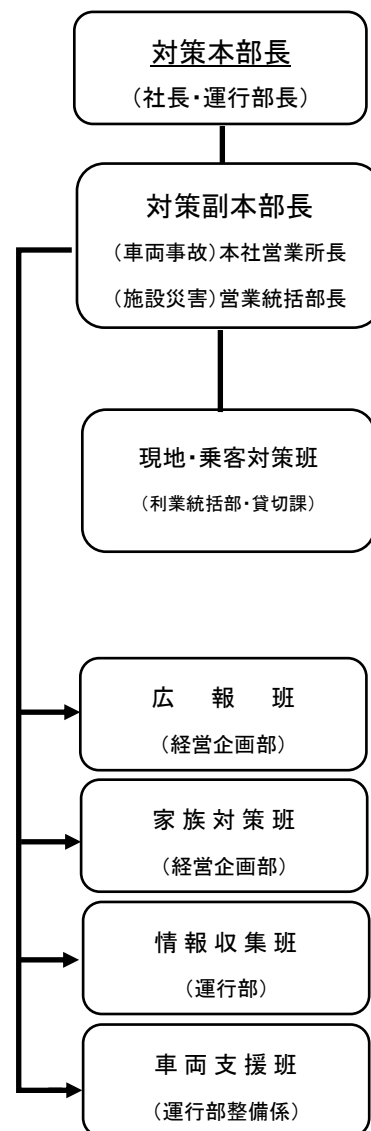 対策本部長
(社長・運行部長)
対策副本部長
(車両事故)本社営業所長
(施設災害)営業統括部長
現地・乗客対策班
(利業統括部・貸切課)
広報班
(経営企画部)
家族対策班
(経営企画部)
情報収集班
(運行部)
車両支援班
(運行部整備係)